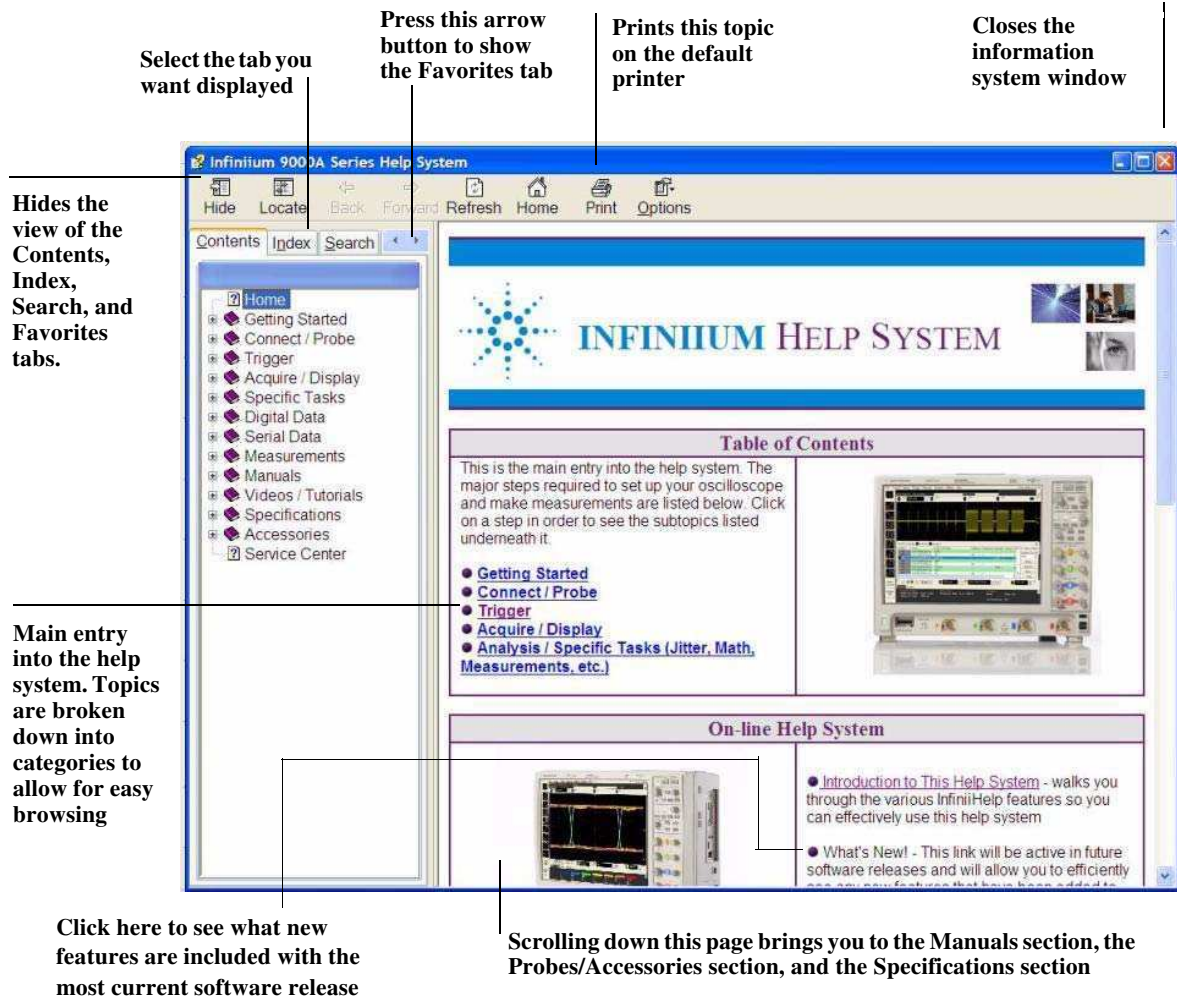 Press this arrow
button to show
the Favorites tab
Prints this topic
on the default
printer
Closes the
information
system window
Select the tab you
want displayed
Hides the
view of the
Contents,
Index,
Search, and
Favorites
tabs.
Main entry
into the help
system. Topics
are broken
down into
categories to
allow for easy
browsing
Infiniium 9000A Series Help System
Hide Locate Back Forward Refresh Home Print Options
Contents Index Search
Home
Getting Started
Connect / Probe
Trigger
Acquire / Display
Specific Tasks
Digital Data
Serial Data
Measurements
Manuals
Videos / Tutorials
Specifications
Accessories
Service Center
INFINIIUM HELP SYSTEM
Table of Contents
This is the main entry into the help system. The
major steps required to set up your oscilloscope
and make measurements are listed below. Click
on a step in order to see the subtopics listed
underneath it.
Getting Started
Connect / Probe
Trigger
Acquire / Display
Analysis / Specific Tasks (Jitter, Math,
Measurements, etc.)
On-line Help System
Introduction to This Help System - walks you
through the various InfiniiHelp features so you
can effectively use this help system
What's New! - This link will be active in future
software releases and will allow you to efficiently
see any new features that have been added to
Click here to see what new
features are included with the
most current software release
Scrolling down this page brings you to the Manuals section, the
Probes/Accessories section, and the Specifications section